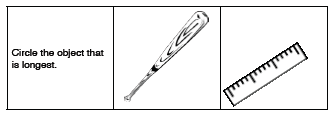 Circle the object that
is longest.